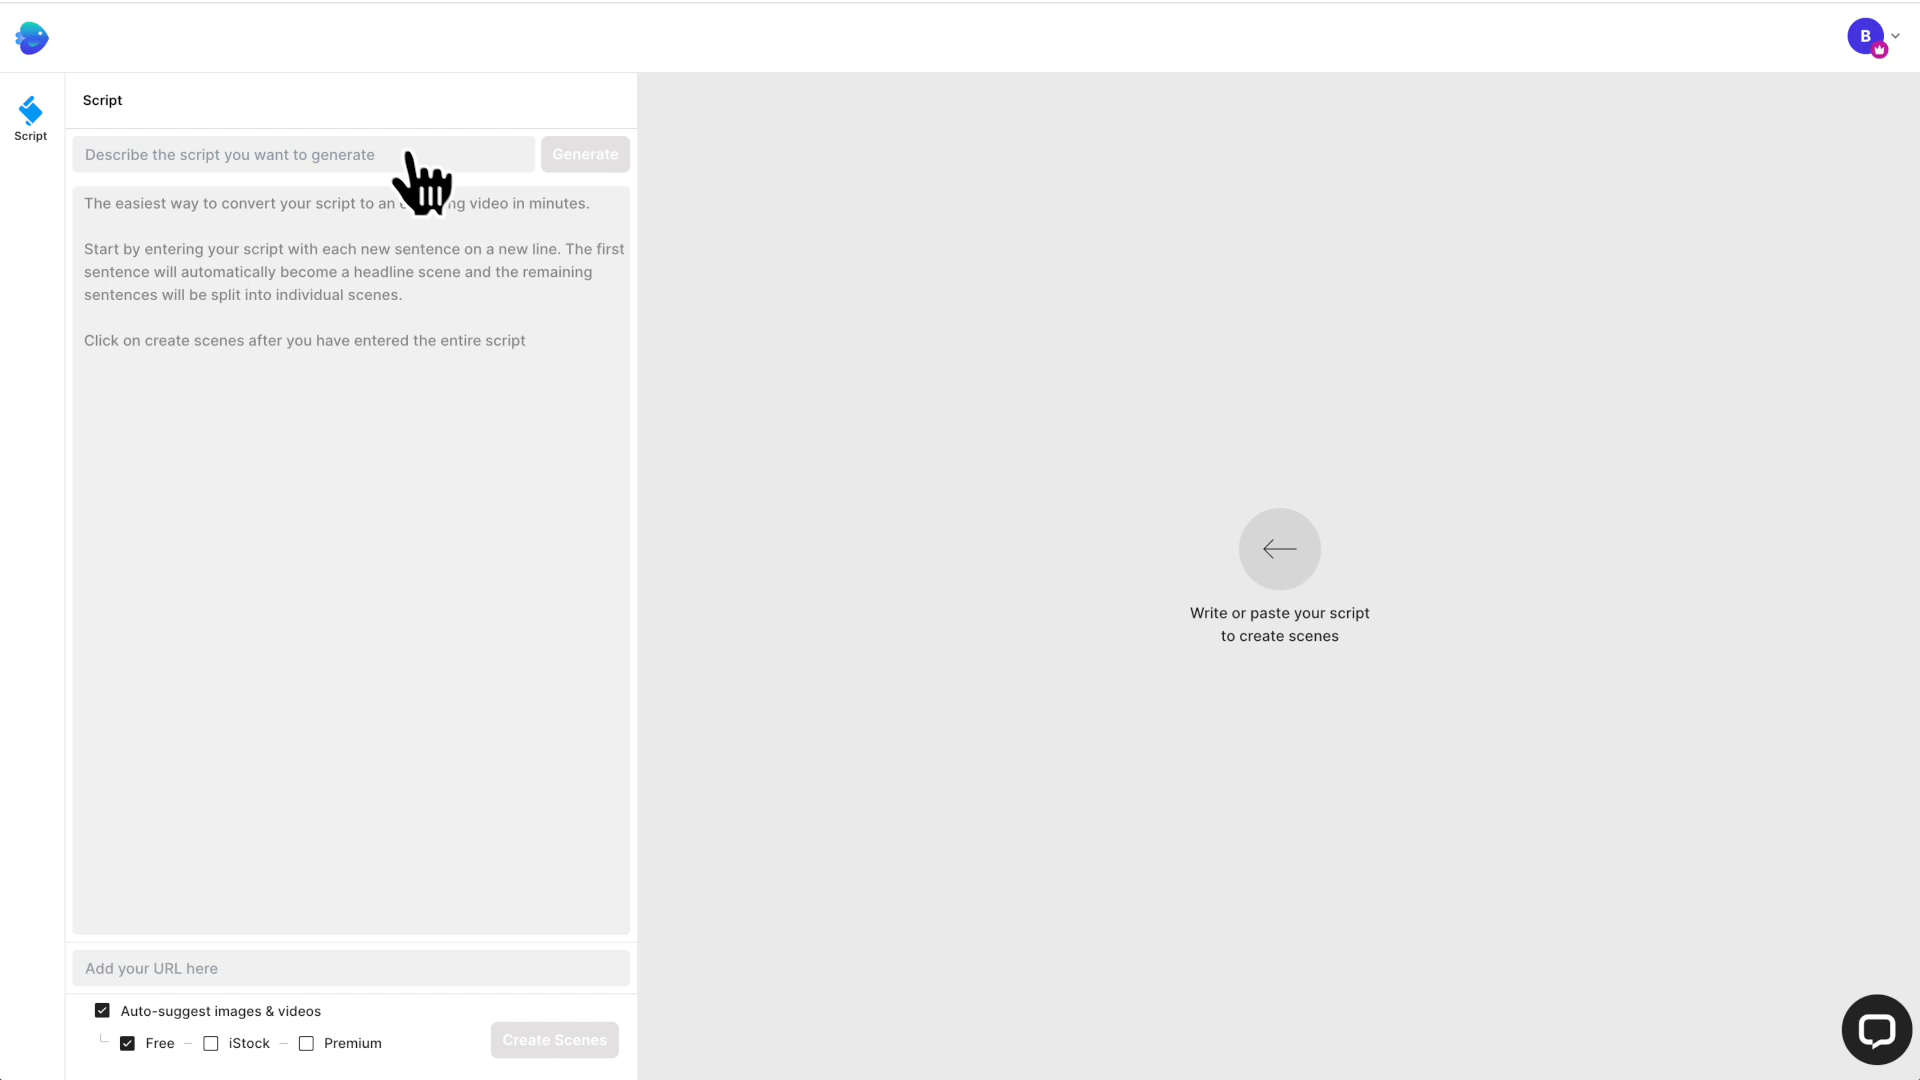 B
Script
Script
Describe the script you want to generate
Generate
The easiest way to convert your script to an video in minutes.
Start by entering your script with each new sentence on a new line. The first
sentence will automatically become a headline scene and the remaining
sentences will be split into individual scenes.
Click on create scenes after you have entered the entire script
Write or paste your script
to create scenes
Add your URL here
Auto-suggest images & videos
Free
iStock
Premium
Create Scenes